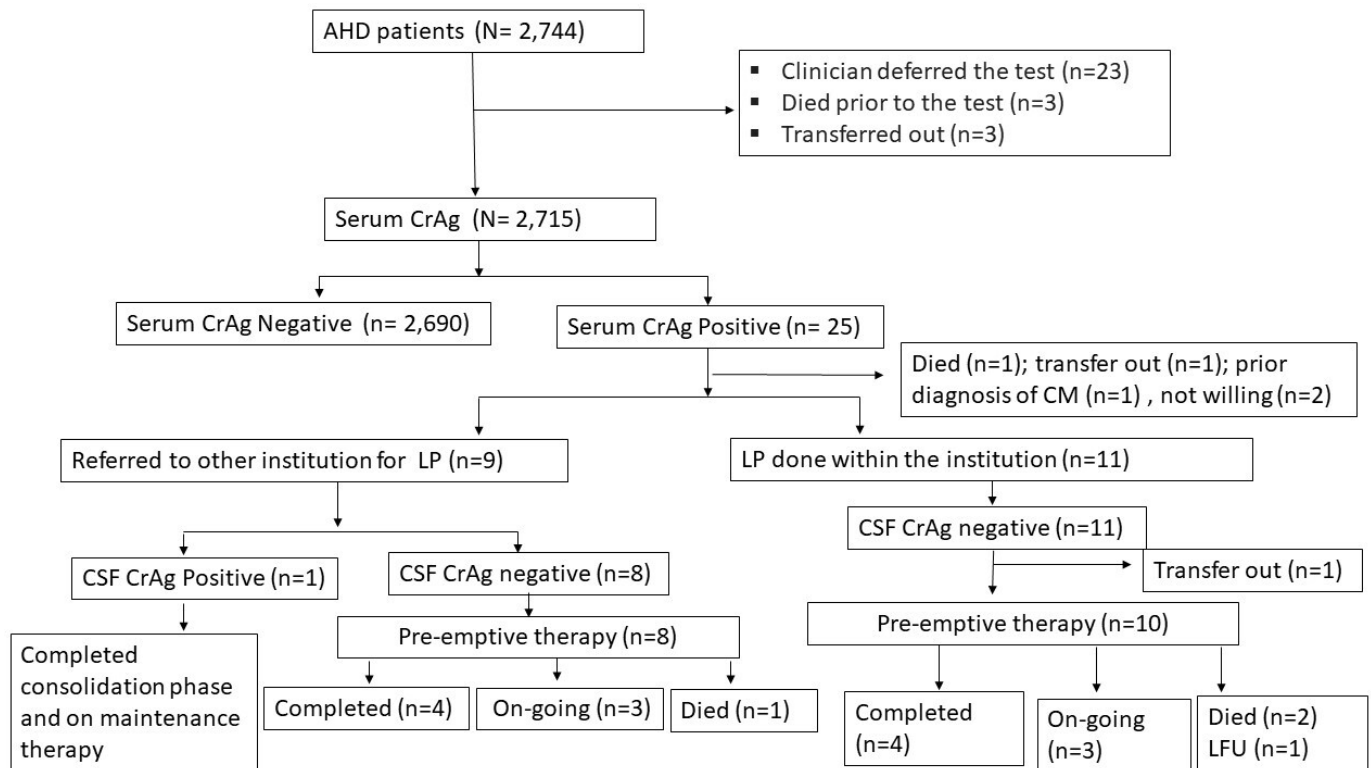 AHD patients (N= 2,744)
▪ Clinician deferred the test (n=23)
▪ Died prior to the test (n=3)
▪ Transferred out (n=3)
Serum CrAg (N= 2,715)
Serum CrAg Negative (n= 2,690)
Serum CrAg Positive (n= 25)
Died (n=1); transfer out (n=1); prior
diagnosis of CM (n=1) , not willing (n=2)
Referred to other institution for LP (n=9)
LP done within the institution (n=11)
CSF CrAg negative (n=11)
CSF CrAg Positive (n=1)
CSF CrAg negative (n=8)
Transfer out (n=1)
Pre-emptive therapy (n=8)
Pre-emptive therapy (n=10)
Completed
consolidation phase
and on maintenance
therapy
Completed (n=4)
On-going (n=3)
Died (n=1)
Completed
(n=4)
On-going
(n=3)
Died (n=2)
LFU (n=1)